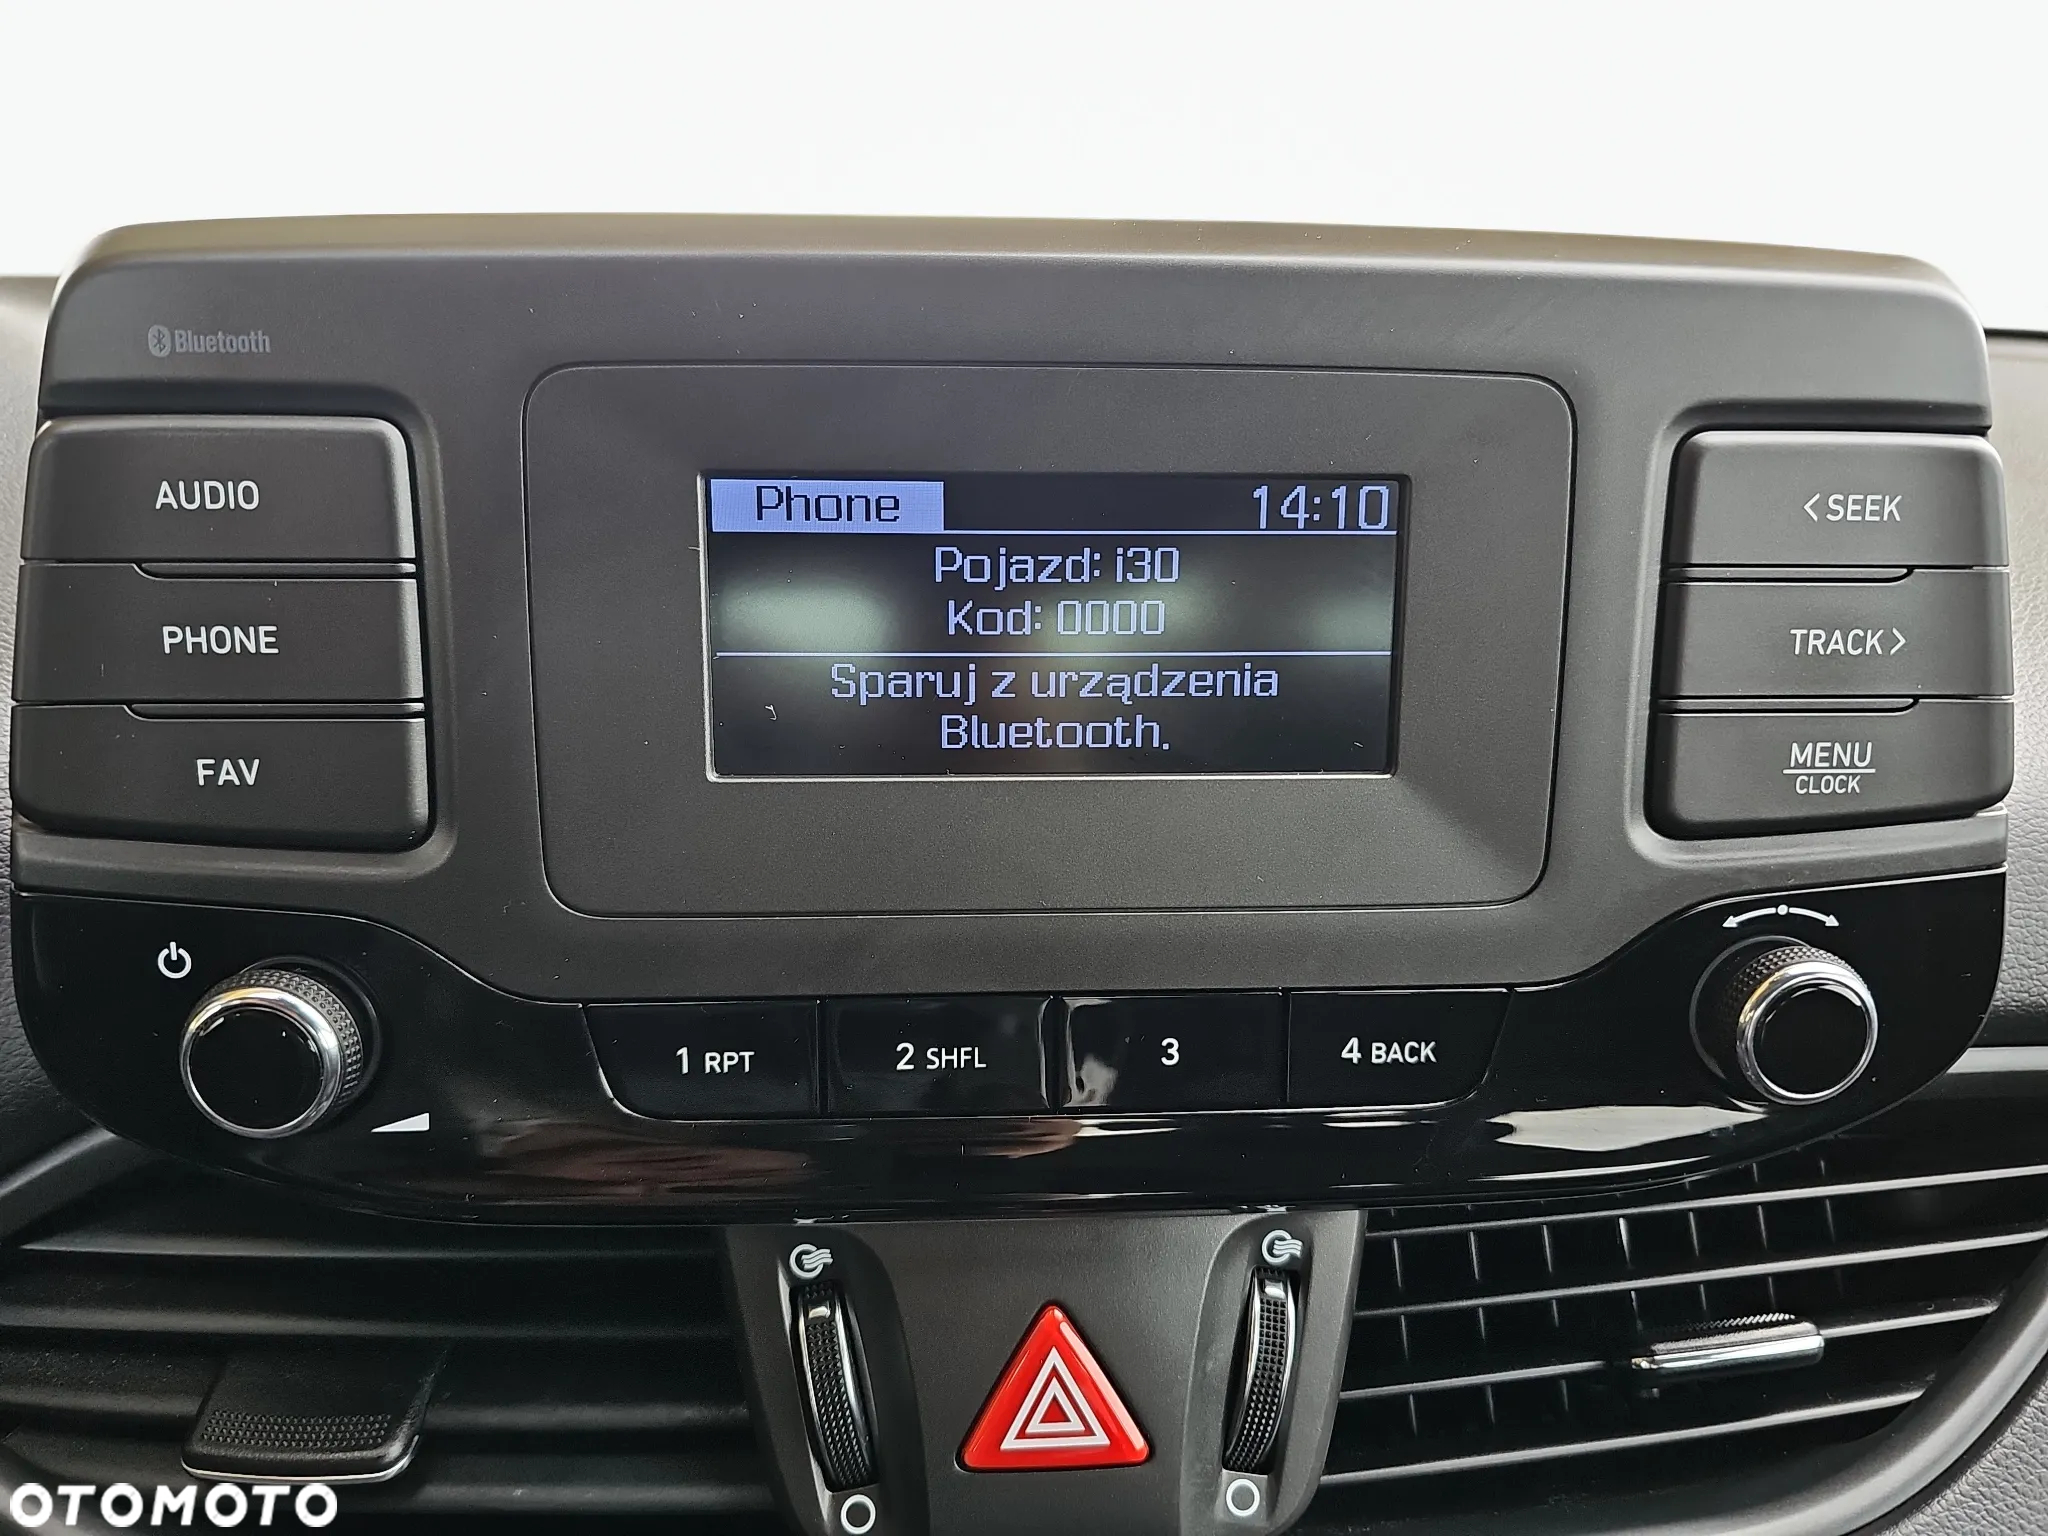 Bluetooth
AUDIO
PHONE
FAV
Phone 14:10
Pojazd: i30
Kod: 0000
Sparuj z urządzenia
Bluetooth.
<SEEK
TRACK>
MENU
CLOCK
1 RPT
2 SHFL
3
4 BACK
OTOMOTO